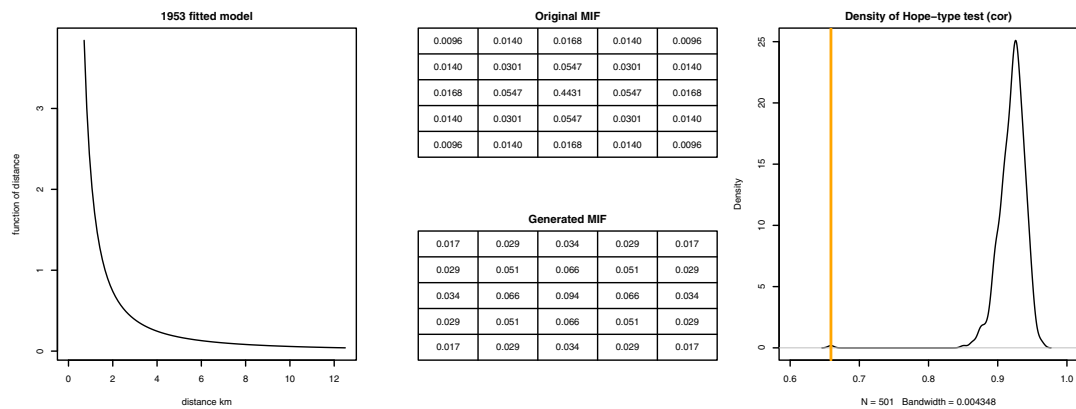 1953 fitted model
function of distance
3
2
1
0
0 2 4 6 8 10 12
distance km
Original MIF
0.0096 0.0140 0.0168 0.0140 0.0096
0.0140 0.0301 0.0547 0.0301 0.0140
0.0168 0.0547 0.4431 0.0547 0.0168
0.0140 0.0301 0.0547 0.0301 0.0140
0.0096 0.0140 0.0168 0.0140 0.0096
Generated MIF
0.017 0.029 0.034 0.029 0.017
0.029 0.051 0.066 0.051 0.029
0.034 0.066 0.094 0.066 0.034
0.029 0.051 0.066 0.051 0.029
0.017 0.029 0.034 0.029 0.017
Density of Hope−type test (cor)
Density
25
20
15
10
5
0
0.6 0.7 0.8 0.9 1.0
N = 501 Bandwidth = 0.004348